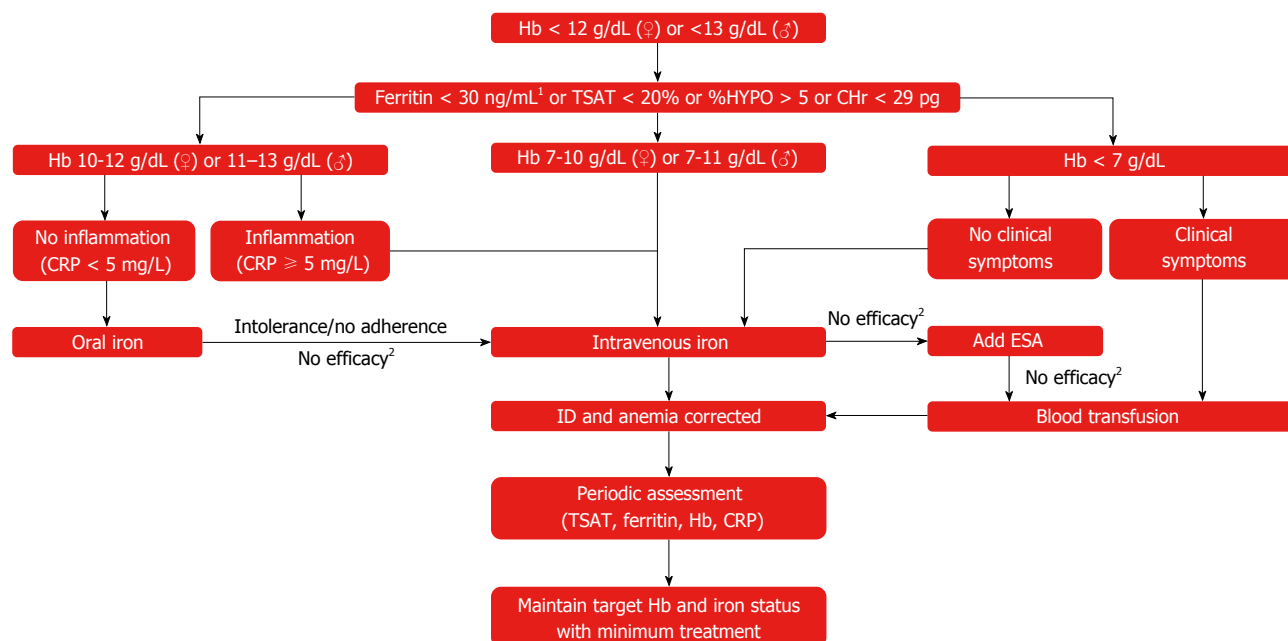 Hb < 12 g/dL (♀) or <13 g/dL (♂)
Ferritin < 30 ng/mL¹ or TSAT < 20% or %HYPO > 5 or CHr < 29 pg
Hb 10-12 g/dL (♀) or 11–13 g/dL (♂)
Hb 7-10 g/dL (♀) or 7-11 g/dL (♂)
Hb < 7 g/dL
No inflammation
(CRP < 5 mg/L)
Inflammation
(CRP ≥ 5 mg/L)
No clinical
symptoms
Clinical
symptoms
Oral iron
Intolerance/no adherence
No efficacy²
Intravenous iron
No efficacy²
Add ESA
No efficacy²
ID and anemia corrected
Blood transfusion
Periodic assessment
(TSAT, ferritin, Hb, CRP)
Maintain target Hb and iron status
with minimum treatment